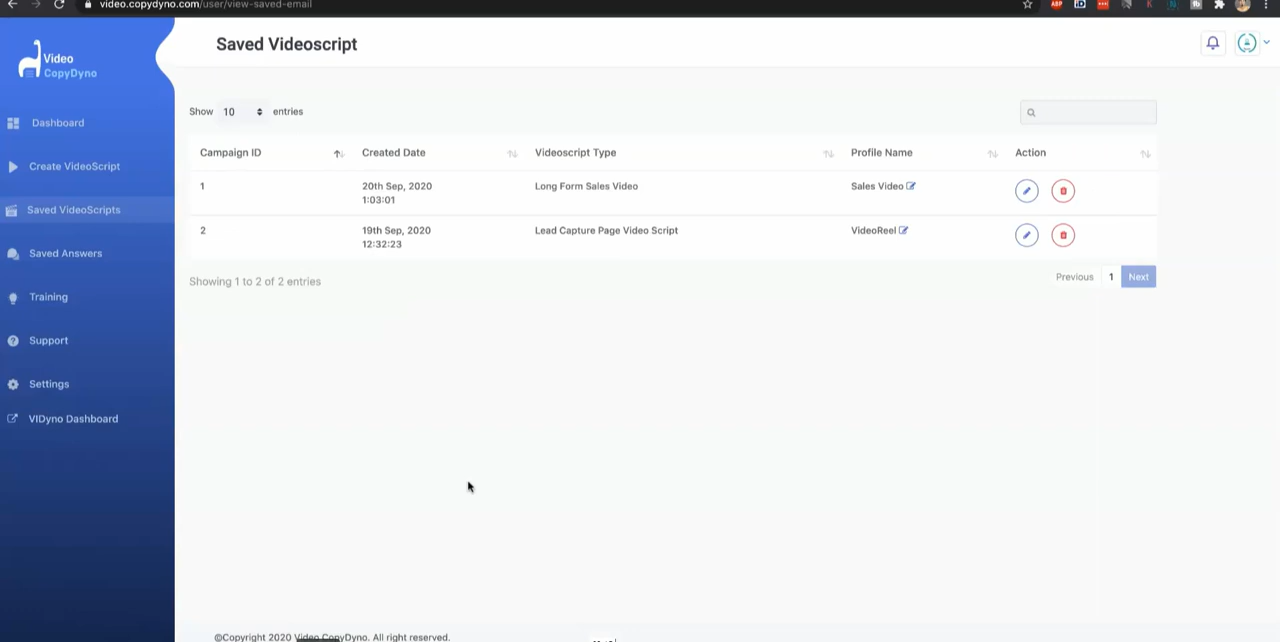 video.copydyno.com/user/view-saved-email
ABP
Video
CopyDyno
Saved Videoscript
Dashboard
Create VideoScript
Saved VideoScripts
Saved Answers
Training
Support
Settings
VIDyno Dashboard
Show 10 entries
Campaign ID Created Date Videoscript Type Profile Name Action
1 20th Sep, 2020 Long Form Sales Video Sales Video
1:03:01
2 19th Sep, 2020 Lead Capture Page Video Script VideoReel
12:32:23
Showing 1 to 2 of 2 entries
Previous 1 Next
©Copyright 2020 Video CopyDyno. All right reserved.